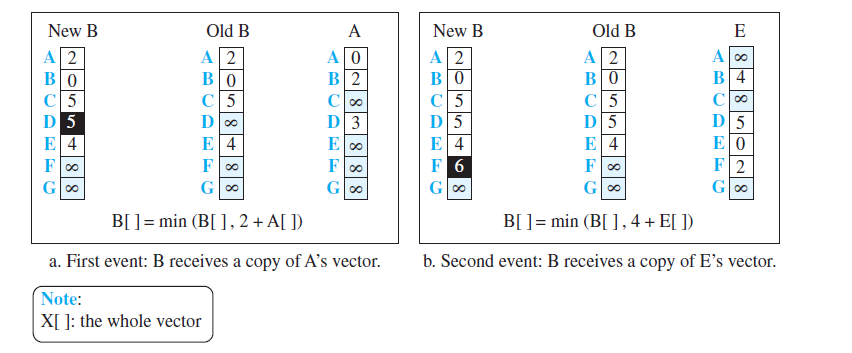 New B Old B A
A 2 A 2 A 0
B 0 B 0 B 2
C 5 C 5 C ∞
D 5 D ∞ D 3
E 4 E 4 E ∞
F ∞ F ∞ F ∞
G ∞ G ∞ G ∞
B[ ] = min (B[ ] , 2 + A[ ])
a. First event: B receives a copy of A’s vector.
New B Old B E
A 2 A 2 A ∞
B 0 B 0 B 4
C 5 C 5 C ∞
D 5 D 5 D 5
E 4 E 4 E 0
F 6 F ∞ F 2
G ∞ G ∞ G ∞
B[ ] = min (B[ ] , 4 + E[ ])
b. Second event: B receives a copy of E’s vector.
Note:
X[ ]: the whole vector